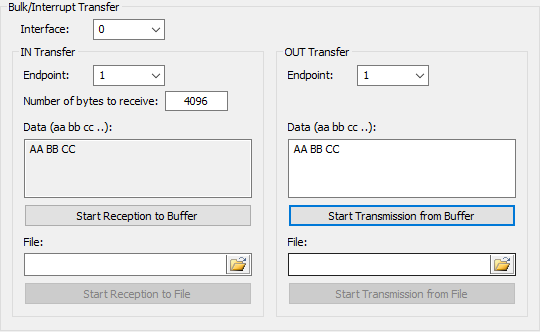 Bulk/Interrupt Transfer
Interface: 0
IN Transfer
Endpoint: 1
Number of bytes to receive: 4096
Data (aa bb cc ..):
AA BB CC
Start Reception to Buffer
File:
Start Reception to File
OUT Transfer
Endpoint: 1
Data (aa bb cc ..):
AA BB CC
Start Transmission from Buffer
File:
Start Transmission from File